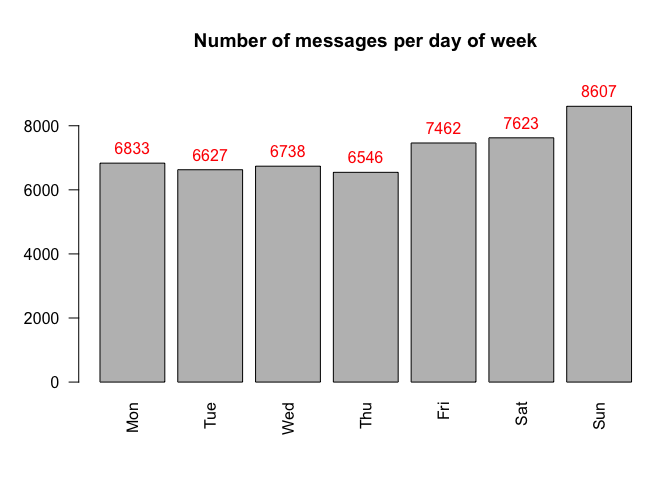 Number of messages per day of week
8607
7623
7462
6833
6738
6627
6546
8000
6000
4000
2000
0
Mon
Tue
Wed
Thu
Fri
Sat
Sun